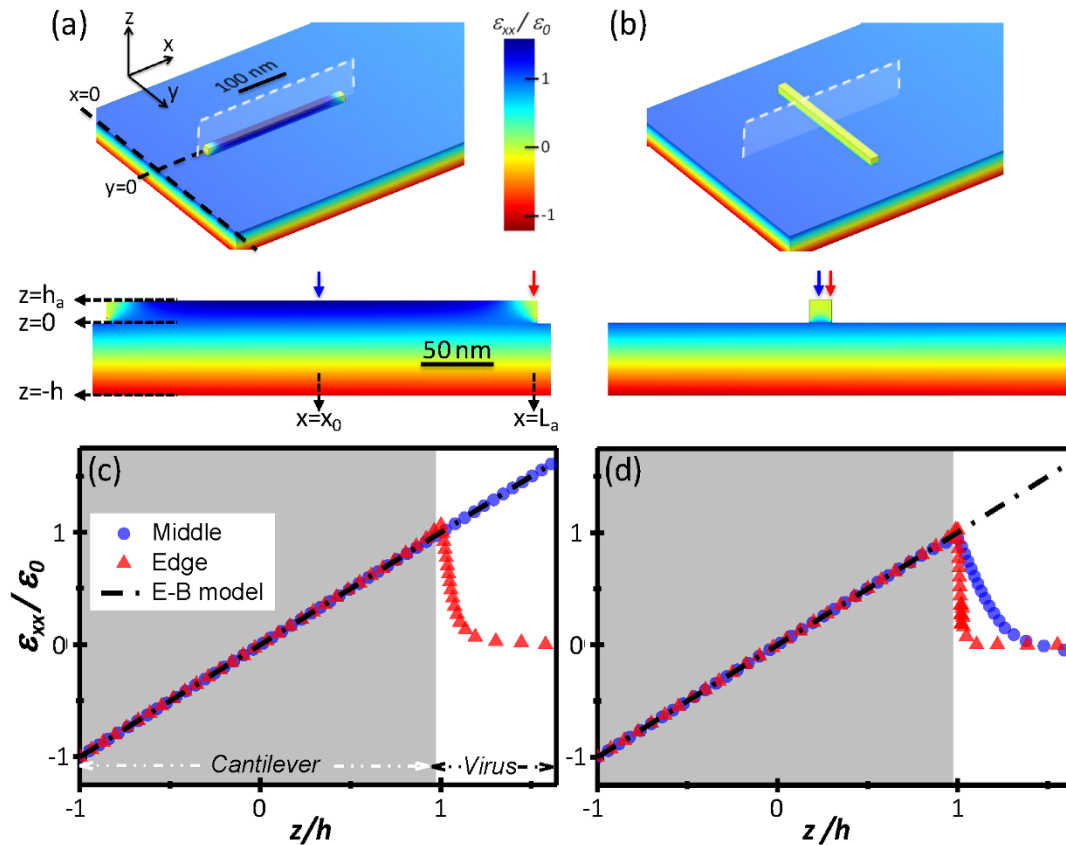 (a)
z
x
y
x=0
y=0
100 nm
εxx / ε0
1
0
-1
(b)
z=ha
z=0
z=-h
50 nm
x=x0
x=La
(c)
Middle
Edge
E-B model
εxx / ε0
1
0
-1
Cantilever
Virus
-1
0
1
z/h
(d)
1
0
-1
-1
0
1
z/h